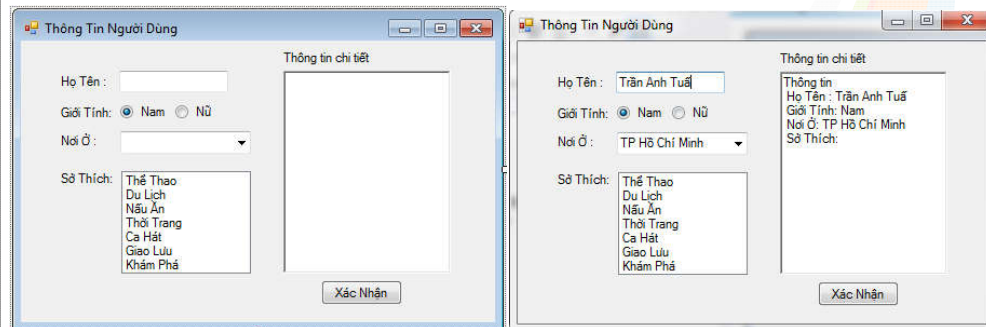 Thông Tin Người Dùng
Thông tin chi tiết
Họ Tên :
Giới Tính: Nam Nữ
Nơi Ở :
Sở Thích: Thể Thao
Du Lịch
Nấu Ăn
Thời Trang
Ca Hát
Giao Lưu
Khám Phá
Xác Nhận
Thông Tin Người Dùng
Thông tin chi tiết
Họ Tên : Trần Anh Tuấ
Giới Tính: Nam Nữ
Nơi Ở : TP Hồ Chí Minh
Sở Thích: Thể Thao
Du Lịch
Nấu Ăn
Thời Trang
Ca Hát
Giao Lưu
Khám Phá
Thông tin
Họ Tên : Trần Anh Tuấ
Giới Tính: Nam
Nơi Ở: TP Hồ Chí Minh
Sở Thích:
Xác Nhận